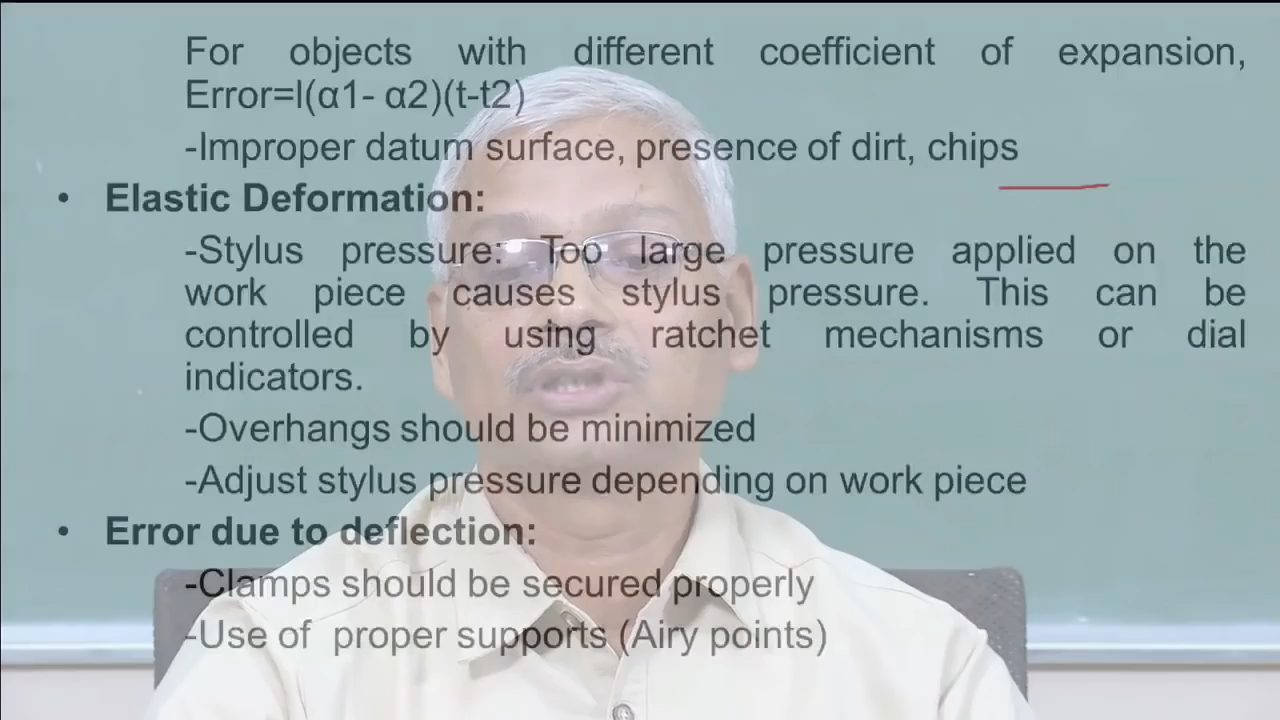 For objects with different coefficient of expansion,
Error=l(α1- α2)(t-t2)
-Improper datum surface, presence of dirt, chips
• Elastic Deformation:
-Stylus pressure: Too large pressure applied on the
work piece causes stylus pressure. This can be
controlled by using ratchet mechanisms or dial
indicators.
-Overhangs should be minimized
-Adjust stylus pressure depending on work piece
• Error due to deflection:
-Clamps should be secured properly
-Use of  proper supports (Airy points)